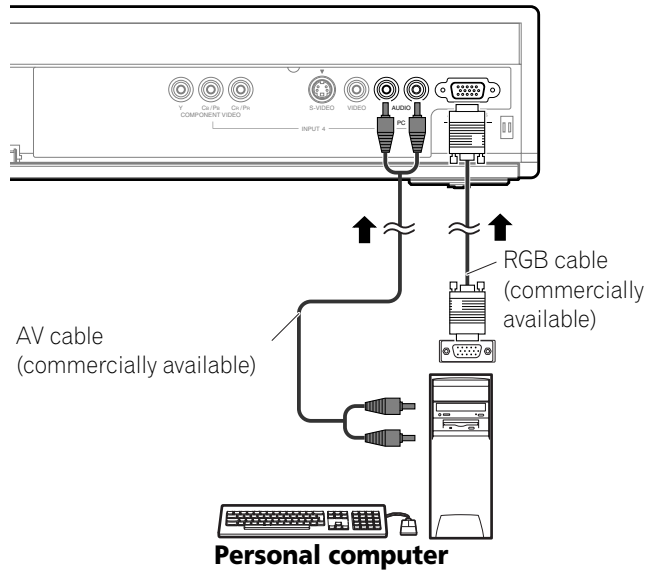 Y CB/PB CR/PR S-VIDEO VIDEO AUDIO
COMPONENT VIDEO
PC
INPUT 4
RGB cable
(commercially
available)
AV cable
(commercially available)
Personal computer